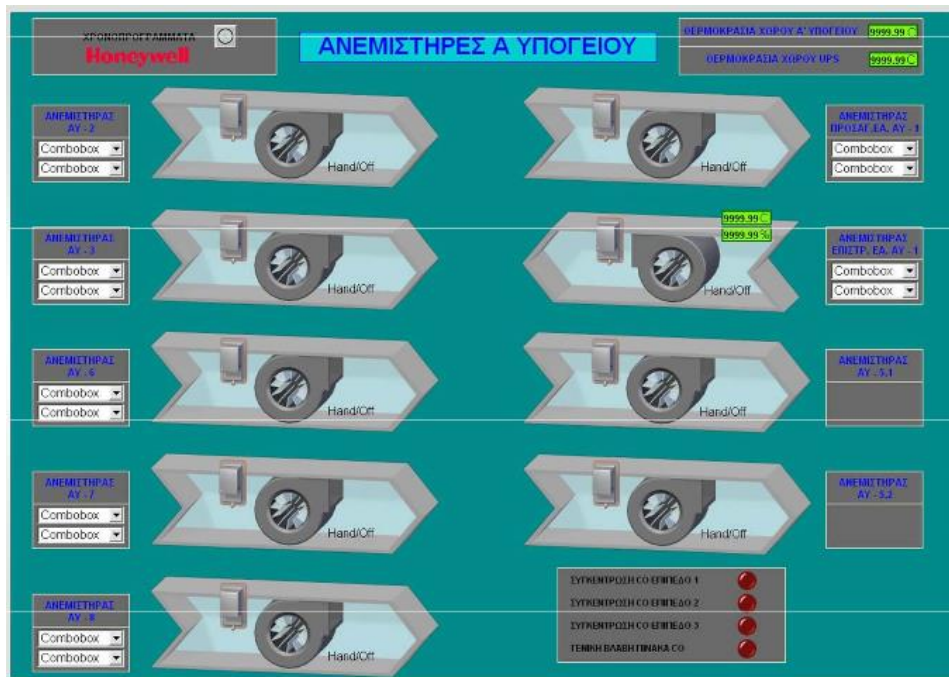 ΧΡΟΝΟΠΡΟΓΡΑΜΜΑΤΑ
Honeywell
ΑΝΕΜΙΣΤΗΡΕΣ Α ΥΠΟΓΕΙΟΥ
ΘΕΡΜΟΚΡΑΣΙΑ ΧΩΡΟΥ Α' ΥΠΟΓΕΙΟΥ 9999.99 C
ΘΕΡΜΟΚΡΑΣΙΑ ΧΩΡΟΥ UPS 9999.99 C
ΑΝΕΜΙΣΤΗΡΑΣ
ΑΥ - 2
Combobox
Combobox
Hand/Off
Hand/Off
ΑΝΕΜΙΣΤΗΡΑΣ
ΠΡΟΣΑΓ.ΕΛ. ΑΥ - 1
Combobox
Combobox
ΑΝΕΜΙΣΤΗΡΑΣ
ΑΥ - 3
Combobox
Combobox
Hand/Off
9999.99 C
9999.99 %
Hand/Off
ΑΝΕΜΙΣΤΗΡΑΣ
ΕΠΙΣΤΡ. ΕΛ. ΑΥ - 1
Combobox
Combobox
ΑΝΕΜΙΣΤΗΡΑΣ
ΑΥ - 6
Combobox
Combobox
Hand/Off
Hand/Off
ΑΝΕΜΙΣΤΗΡΑΣ
ΑΥ - 5.1
ΑΝΕΜΙΣΤΗΡΑΣ
ΑΥ - 7
Combobox
Combobox
Hand/Off
Hand/Off
ΑΝΕΜΙΣΤΗΡΑΣ
ΑΥ - 5.2
ΑΝΕΜΙΣΤΗΡΑΣ
ΑΥ - 8
Combobox
Combobox
Hand/Off
ΣΥΓΚΕΝΤΡΩΣΗ CO ΕΠΙΠΕΔΟ 1
ΣΥΓΚΕΝΤΡΩΣΗ CO ΕΠΙΠΕΔΟ 2
ΣΥΓΚΕΝΤΡΩΣΗ CO ΕΠΙΠΕΔΟ 3
ΓΕΝΙΚΗ ΒΛΑΒΗ ΠΙΝΑΚΑ CO